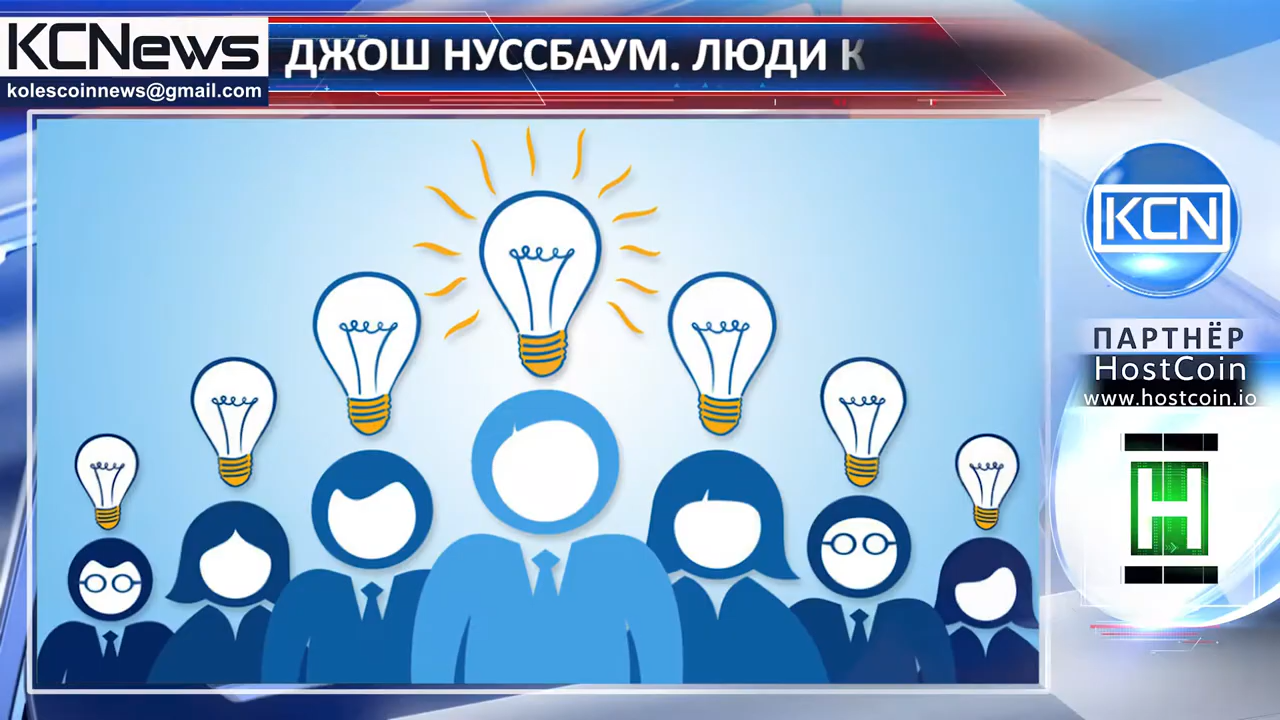 KCNews
kolescoinnews@gmail.com
ДЖОШ НУССБАУМ. ЛЮДИ К
KCN
ПАРТНЁР
HostCoin
www.hostcoin.io
H